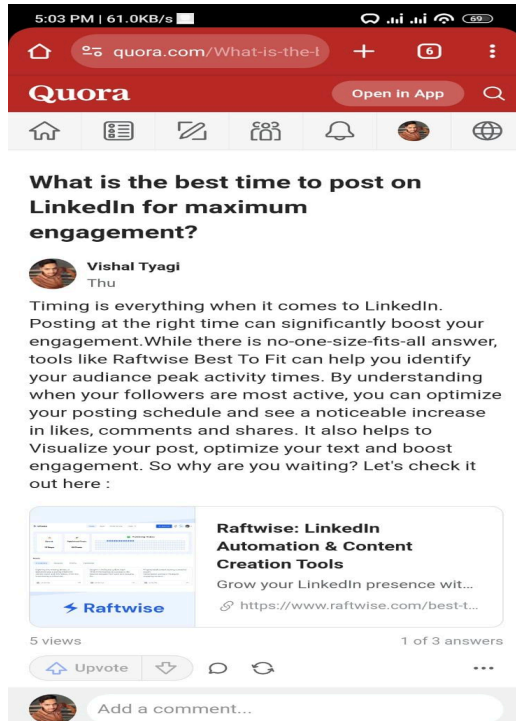 5:03 PM | 61.0KB/s
69
quora.com/What-is-the-b
6
Quora
Open in App
What is the best time to post on
LinkedIn for maximum
engagement?
Vishal Tyagi
Thu
Timing is everything when it comes to LinkedIn.
Posting at the right time can significantly boost your
engagement.While there is no-one-size-fits-all answer,
tools like Raftwise Best To Fit can help you identify
your audience peak activity times. By understanding
when your followers are most active, you can optimize
your posting schedule and see a noticeable increase
in likes, comments and shares. It also helps to
Visualize your post, optimize your text and boost
engagement. So why are you waiting? Let's check it
out here :
Raftwise: LinkedIn
Automation & Content
Creation Tools
Grow your LinkedIn presence wit...
https://www.raftwise.com/best-t...
Raftwise
5 views
1 of 3 answers
Upvote
Add a comment...